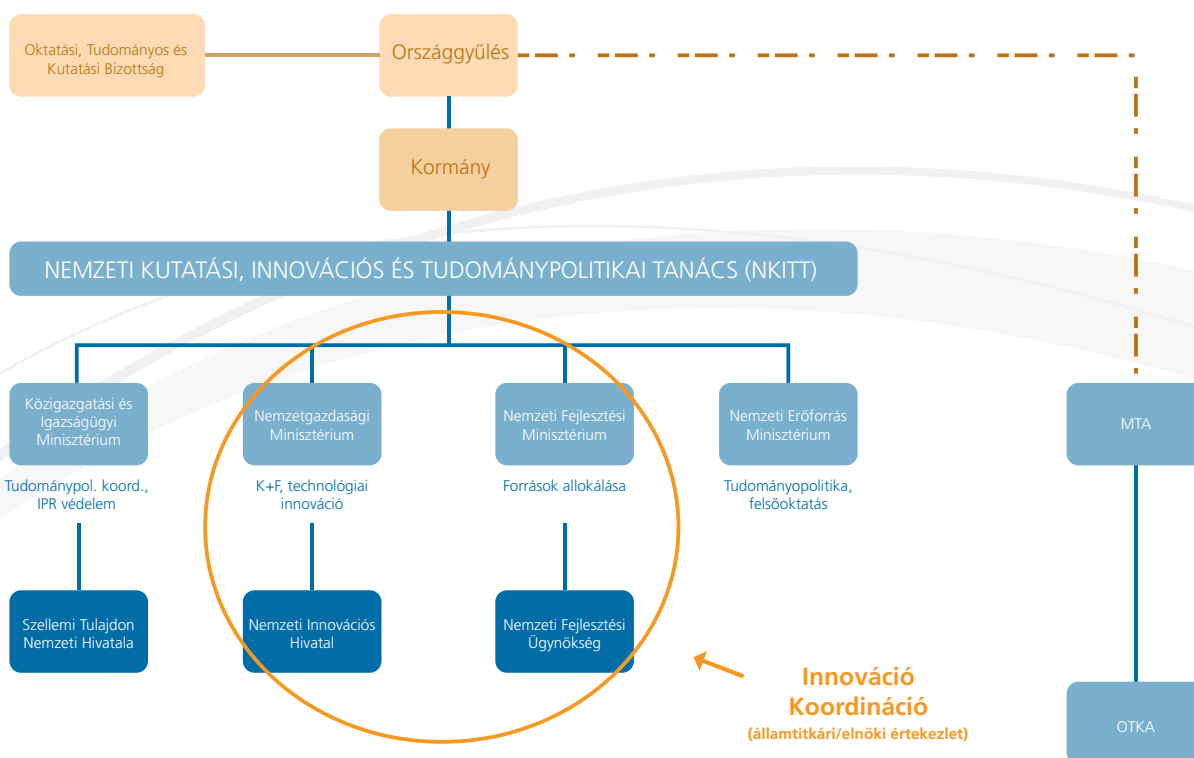 Oktatási, Tudományos és
Kutatási Bizottság
Országgyűlés
Kormány
NEMZETI KUTATÁSI, INNOVÁCIÓS ÉS TUDOMÁNYPOLITIKAI TANÁCS (NKITT)
Közigazgatási és
Igazságügyi
Minisztérium
Nemzetgazdasági
Minisztérium
Nemzeti Fejlesztési
Minisztérium
Nemzeti Erőforrás
Minisztérium
MTA
Tudománypol. koord.,
IPR védelem
K+F, technológiai
innováció
Források allokálása
Tudományopolitika,
felsőoktatás
Szellemi Tulajdon
Nemzeti Hivatala
Nemzeti Innovációs
Hivatal
Nemzeti Fejlesztési
Ügynökség
Innováció
Koordináció
(államtitkári/elnöki értekezlet)
OTKA